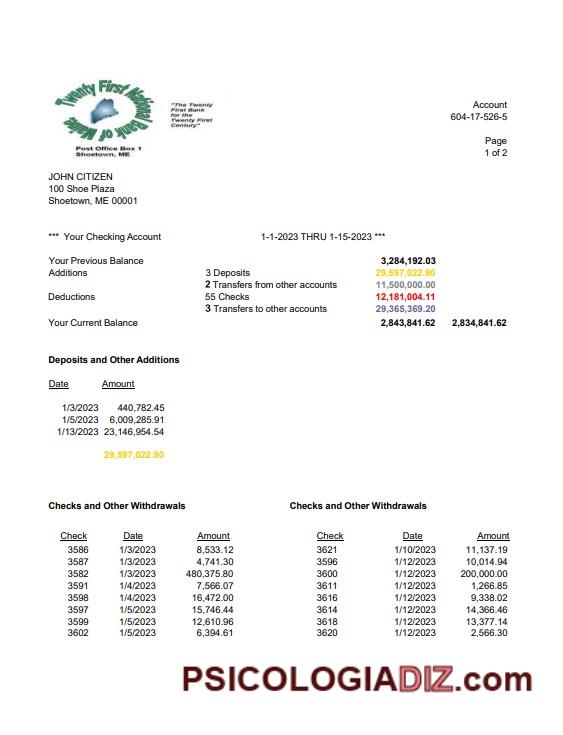 Twenty First National Bank of Maine
"The Twenty
First Bank
for the
Twenty First
Century"
Post Office Box 1
Shoetown, ME
Account
604-17-526-5
Page
1 of 2
JOHN CITIZEN
100 Shoe Plaza
Shoetown, ME 00001
*** Your Checking Account 1-1-2023 THRU 1-15-2023 ***
Your Previous Balance 3,284,192.03
Additions 3 Deposits 29,597,022.90
2 Transfers from other accounts 11,500,000.00
Deductions 55 Checks 12,181,004.11
3 Transfers to other accounts 29,365,369.20
Your Current Balance 2,843,841.62 2,834,841.62
Deposits and Other Additions
Date Amount
1/3/2023 440,782.45
1/5/2023 6,009,285.91
1/13/2023 23,146,954.54
29,597,022.90
Checks and Other Withdrawals Checks and Other Withdrawals
Check Date Amount Check Date Amount
3586 1/3/2023 8,533.12 3621 1/10/2023 11,137.19
3587 1/3/2023 4,741.30 3596 1/12/2023 10,014.94
3582 1/3/2023 480,375.80 3600 1/12/2023 200,000.00
3591 1/4/2023 7,566.07 3611 1/12/2023 1,266.85
3598 1/4/2023 16,472.00 3616 1/12/2023 9,338.02
3597 1/5/2023 15,746.44 3614 1/12/2023 14,366.46
3599 1/5/2023 12,610.96 3618 1/12/2023 13,377.14
3602 1/5/2023 6,394.61 3620 1/12/2023 2,566.30
PSICOLOGIADIZ.com